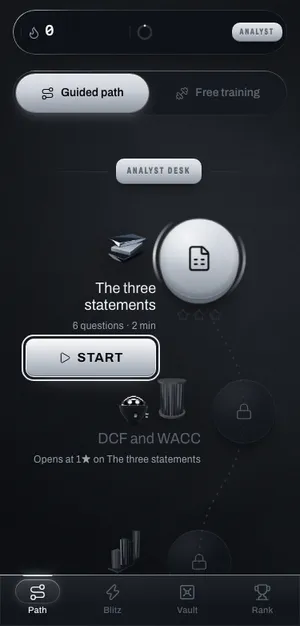 0
ANALYST
Guided path
Free training
ANALYST DESK
The three
statements
6 questions · 2 min
START
DCF and WACC
Opens at 1★ on The three statements
Path
Blitz
Vault
Rank